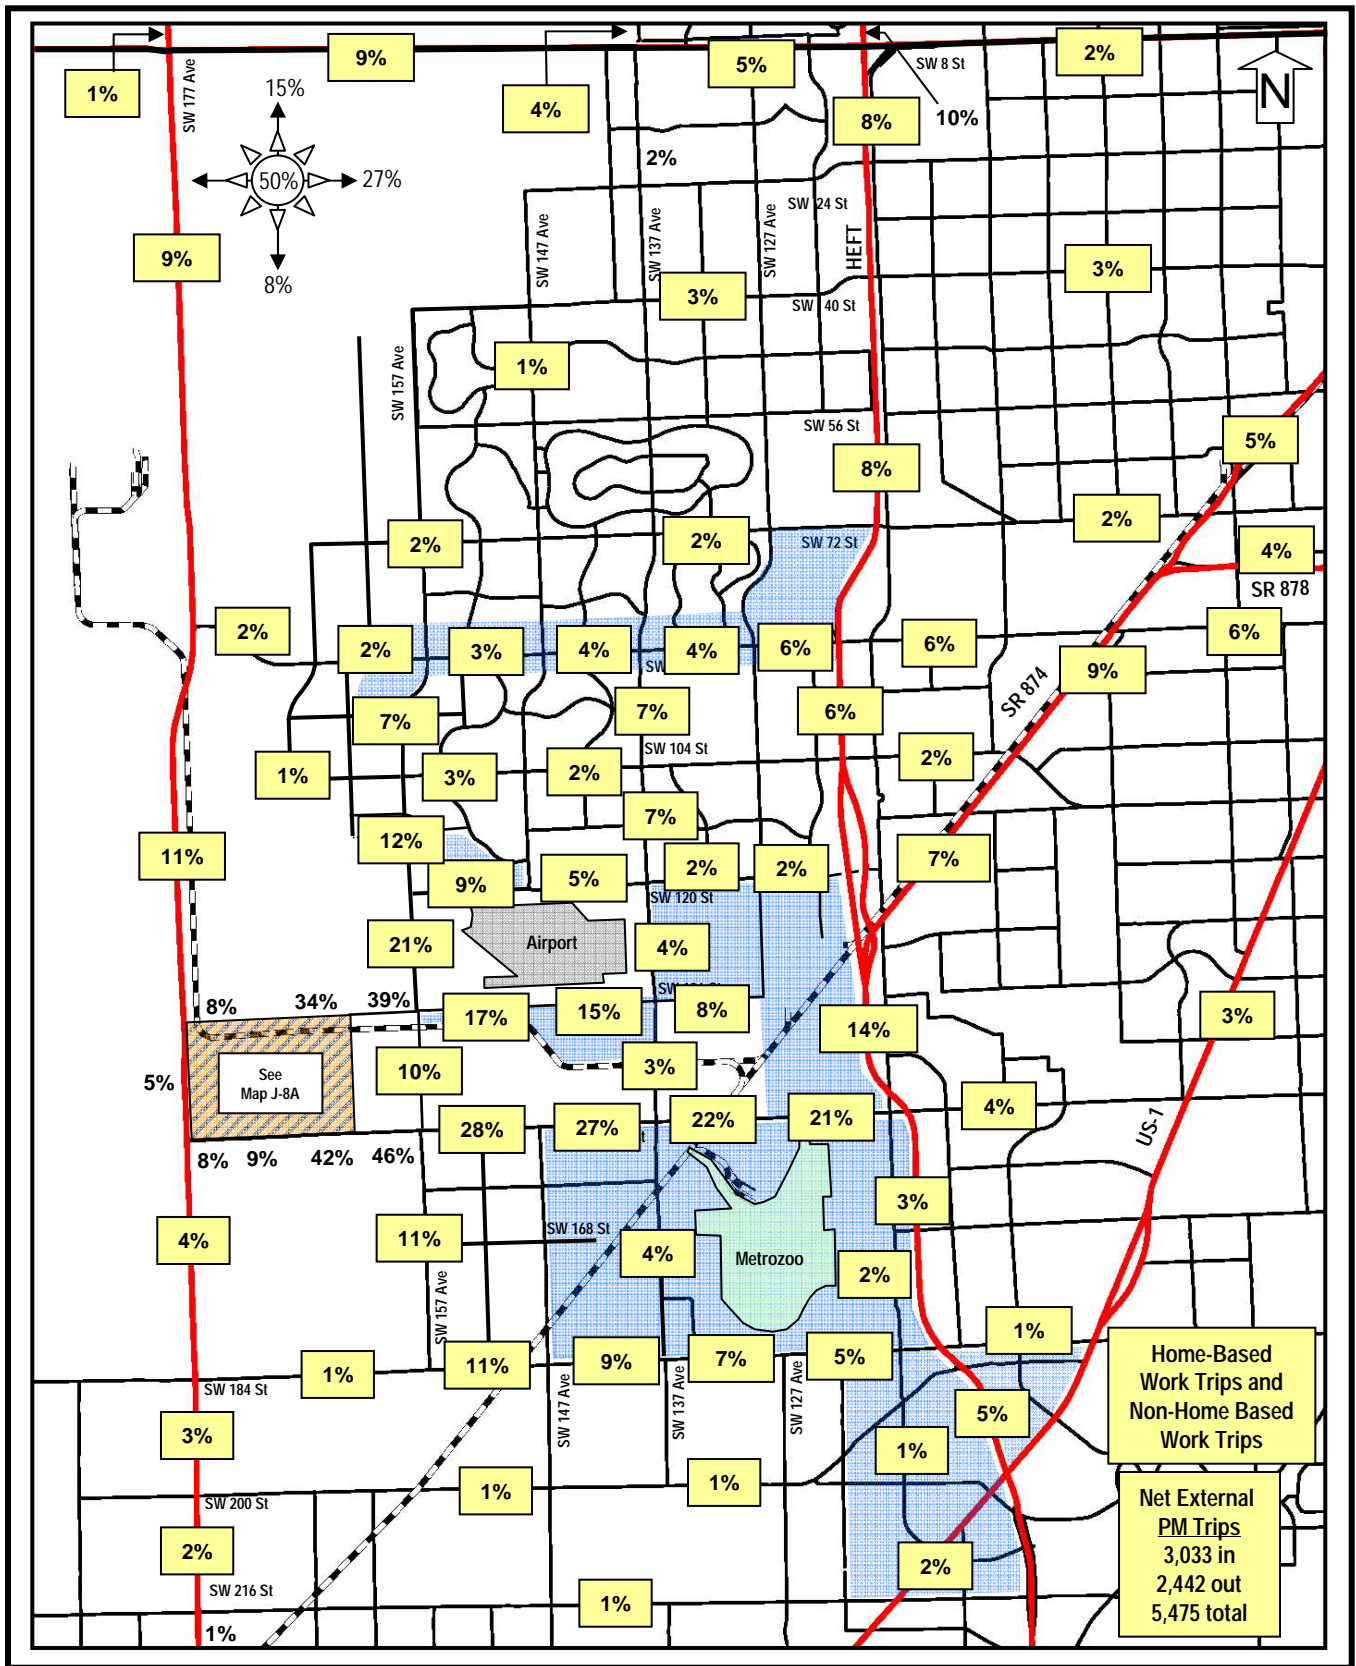 9%
2%
5%
SW 8 St
1%
4%
N
SW 177 Ave
15%
8%
10%
2%
50%
27%
SW 24 St
SW 147 Ave
SW 137 Ave
SW 127 Ave
HEFT
9%
3%
8%
3%
SW 40 St
1%
SW 157 Ave
SW 56 St
5%
8%
2%
2%
2%
SW 72 St
4%
SR 878
2%
6%
2%
3%
4%
4%
6%
6%
SW
9%
SR 874
7%
7%
6%
SW 104 St
2%
1%
3%
2%
7%
12%
11%
7%
2%
2%
9%
5%
SW 120 St
21%
Airport
4%
8%
34%
39%
17%
15%
8%
3%
14%
5%
See
Map J-8A
10%
3%
4%
28%
27%
22%
21%
US-1
8%
9%
42%
46%
3%
4%
11%
SW 168 St
4%
Metrozoo
2%
SW 157 Ave
1%
1%
11%
9%
7%
5%
SW 184 St
Home-Based
Work Trips and
Non-Home Based
Work Trips
SW 147 Ave
SW 137 Ave
SW 127 Ave
3%
5%
1%
1%
1%
SW 200 St
Net External
PM Trips
3,033 in
2,442 out
5,475 total
2%
2%
SW 216 St
1%
1%